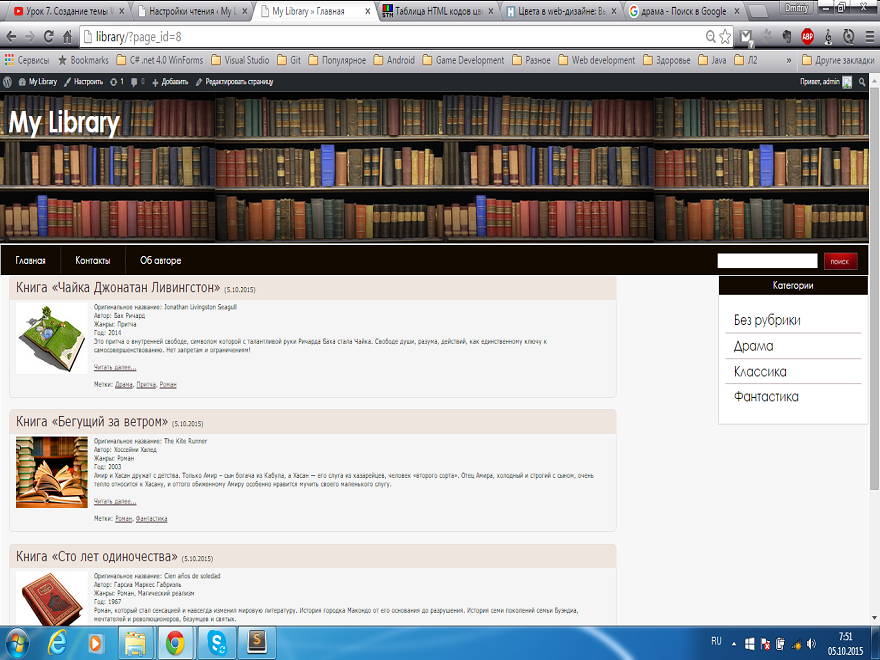 Урок 7. Создание темы
Настройки чтения ‹ My L
My Library » Главная
Таблица HTML кодов цв
Цвета в web-дизайне: Вы
драма - Поиск в Google
Dmitriy
library/?page_id=8
Сервисы Bookmarks C# .net 4.0 WinForms Visual Studio Git Популярное Android Game Development Разное Web development Здоровье Java Л2 » Другие закладки
My Library Настроить 1 0 Добавить Редактировать страницу Привет, admin
My Library
Главная Контакты Об авторе поиск
Книга «Чайка Джонатан Ливингстон» (5.10.2015)
Оригинальное название: Jonathan Livingston Seagull
Автор: Бах Ричард
Жанры: Притча
Год: 2014
Это притча о внутренней свободе, символом которой с талантливой руки Ричарда Баха стала Чайка. Свободе души, разума, действий, как единственному ключу к
самосовершенствованию. Нет запретам и ограничениям!
Читать далее...
Метки: Драма, Притча, Роман
Книга «Бегущий за ветром» (5.10.2015)
Оригинальное название: The Kite Runner
Автор: Хоссейни Халед
Жанры: Роман
Год: 2003
Амир и Хасан дружат с детства. Только Амир – сын богача из Кабула, а Хасан — его слуга из хазарейцев, человек «второго сорта». Отец Амира, холодный и строгий с сыном, очень
тепло относится к Хасану, и оттого обиженному Амиру особенно нравится мучить своего маленького слугу.
Читать далее...
Метки: Роман, Фантастика
Книга «Сто лет одиночества» (5.10.2015)
Оригинальное название: Cien años de soledad
Автор: Гарсиа Маркес Габриэль
Жанры: Роман, Магический реализм
Год: 1967
Роман, который стал сенсацией и навсегда изменил мировую литературу. История городка Макондо от его основания до разрушения. История семи поколений семьи Буэндиа,
мечтателей и революционеров, безумцев и святых.
Категории
Без рубрики
Драма
Классика
Фантастика
RU
7:51
05.10.2015